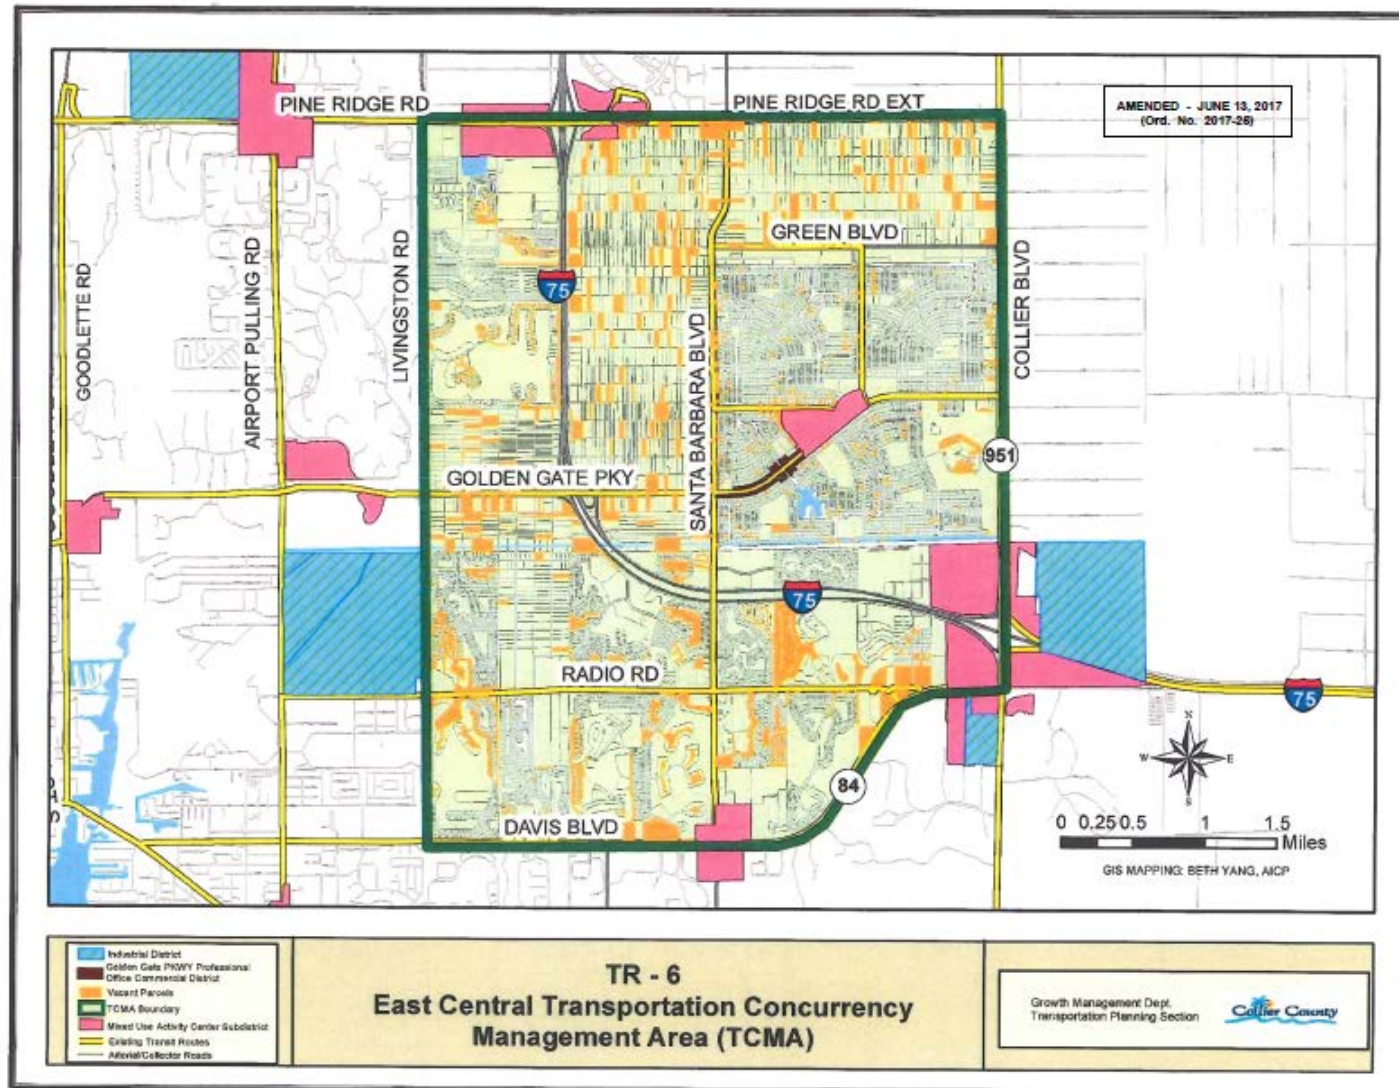 PINE RIDGE RD
PINE RIDGE RD EXT
AMENDED - JUNE 13, 2017
(Ord. No. 2017-26)
GREEN BLVD
GOODLETTE RD
AIRPORT PULLING RD
LIVINGSTON RD
75
SANTA BARBARA BLVD
COLLIER BLVD
951
GOLDEN GATE PKY
75
RADIO RD
75
N
W E
S
84
DAVIS BLVD
0 0.25 0.5 1 1.5
Miles
GIS MAPPING: BETH YANG, AICP
Industrial District
Golden Gate PKWY Professional
Office Commercial District
Vacant Parcels
TCMA Boundary
Mixed Use Activity Center Subdistrict
Existing Transit Routes
Arterial/Collector Roads
TR - 6
East Central Transportation Concurrency
Management Area (TCMA)
Growth Management Dept.
Transportation Planning Section
Collier County